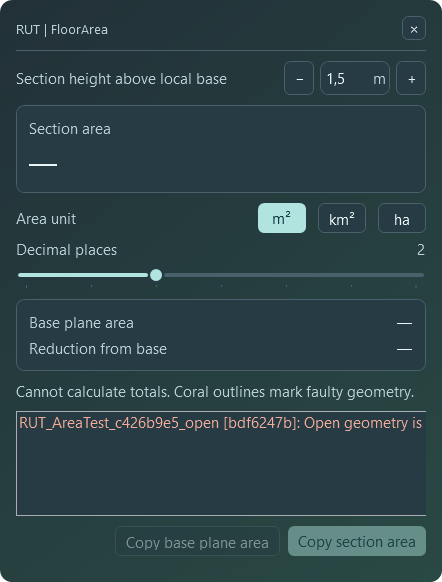 RUT | FloorArea ×
Section height above local base − 1,5 m +
Section area
—
Area unit m² km² ha
Decimal places 2
Base plane area —
Reduction from base —
Cannot calculate totals. Coral outlines mark faulty geometry.
RUT_AreaTest_c426b9e5_open [bdf6247b]: Open geometry is
Copy base plane area Copy section area